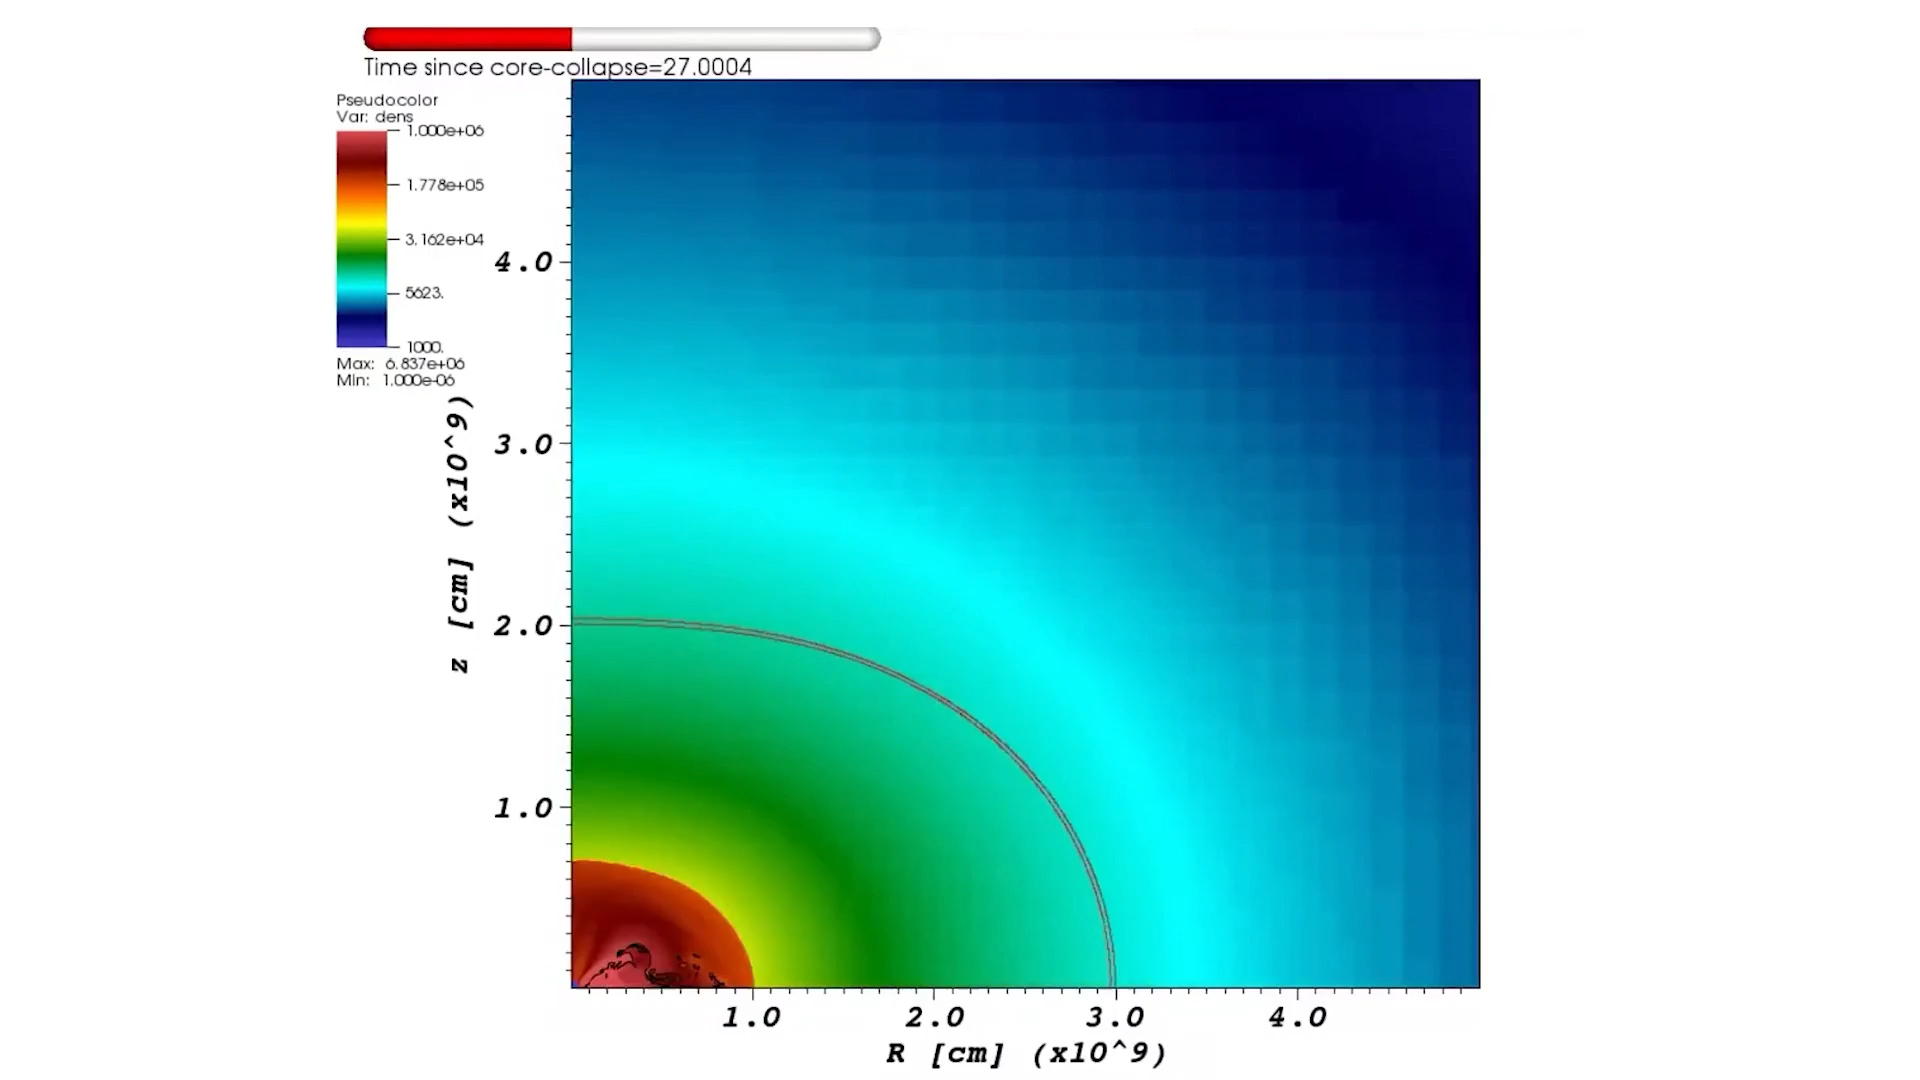 Time since core-collapse=27.0004
Pseudocolor
Var: dens
1.000e+06
1.778e+05
3.162e+04
5623.
1000.
Max: 6.837e+06
Min: 1.000e-06
4.0
3.0
2.0
1.0
z [cm] (x10^9)
1.0 2.0 3.0 4.0
R [cm] (x10^9)